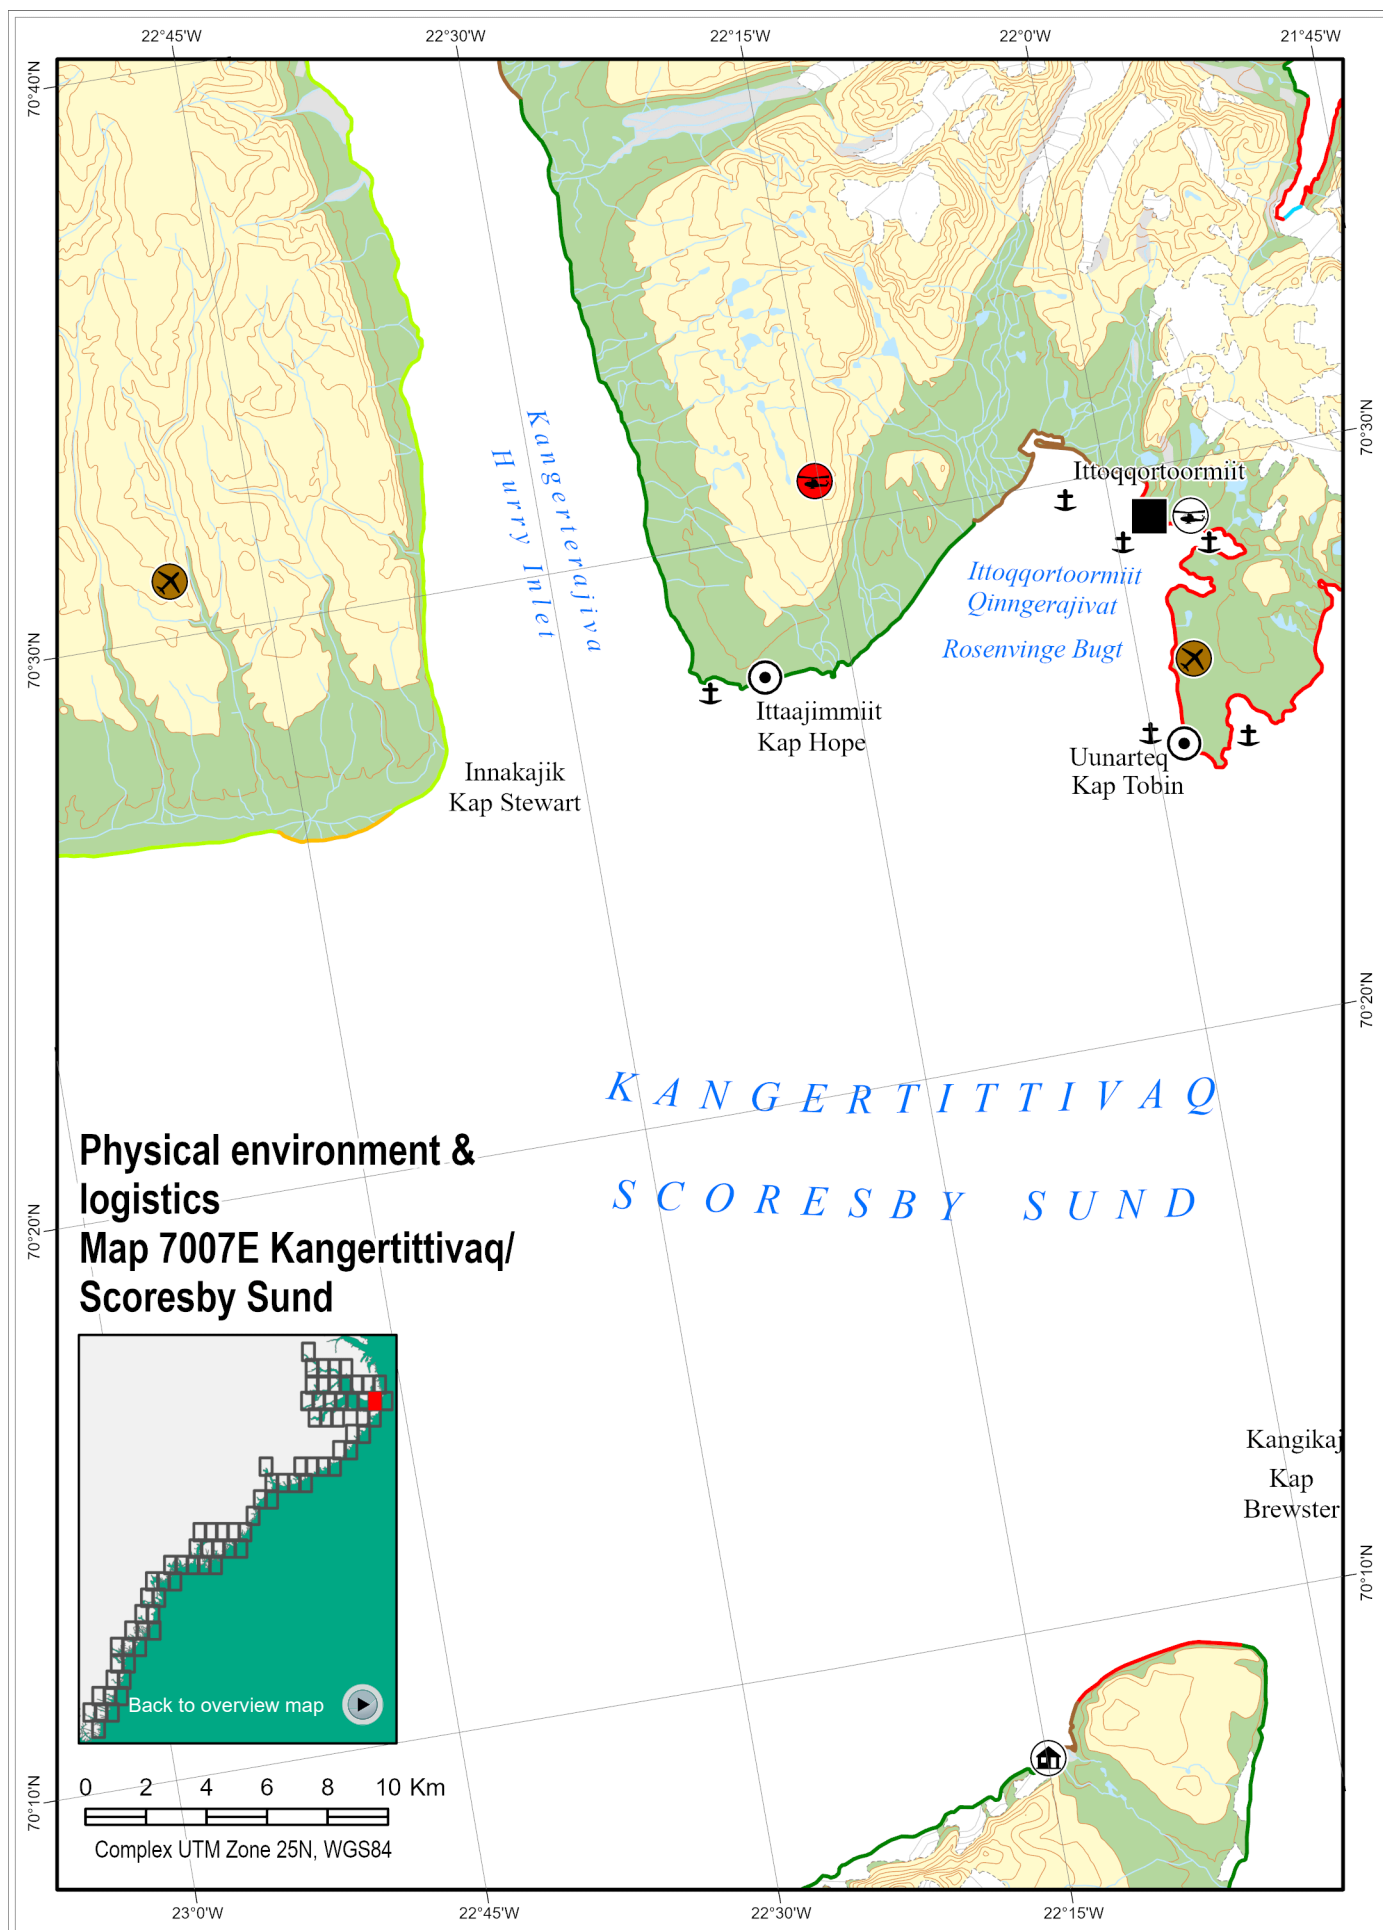 22°45'W
22°30'W
22°15'W
22°0'W
21°45'W
70°40'N
70°30'N
70°30'N
70°20'N
70°20'N
70°10'N
70°10'N
Kangerterajiva
Hurry Inlet
Ittoqqortoormiit
Ittoqqortoormiit
Qinngerajivat
Rosenvinge Bugt
Ittaajimmiit
Kap Hope
Uunarteq
Kap Tobin
Innakajik
Kap Stewart
KANGERTITTIVAQ
SCORESBY SUND
Physical environment &
logistics
Map 7007E Kangertittivaq/
Scoresby Sund
Kangikaj
Kap
Brewster
Back to overview map
0 2 4 6 8 10 Km
Complex UTM Zone 25N, WGS84
23°0'W
22°45'W
22°30'W
22°15'W